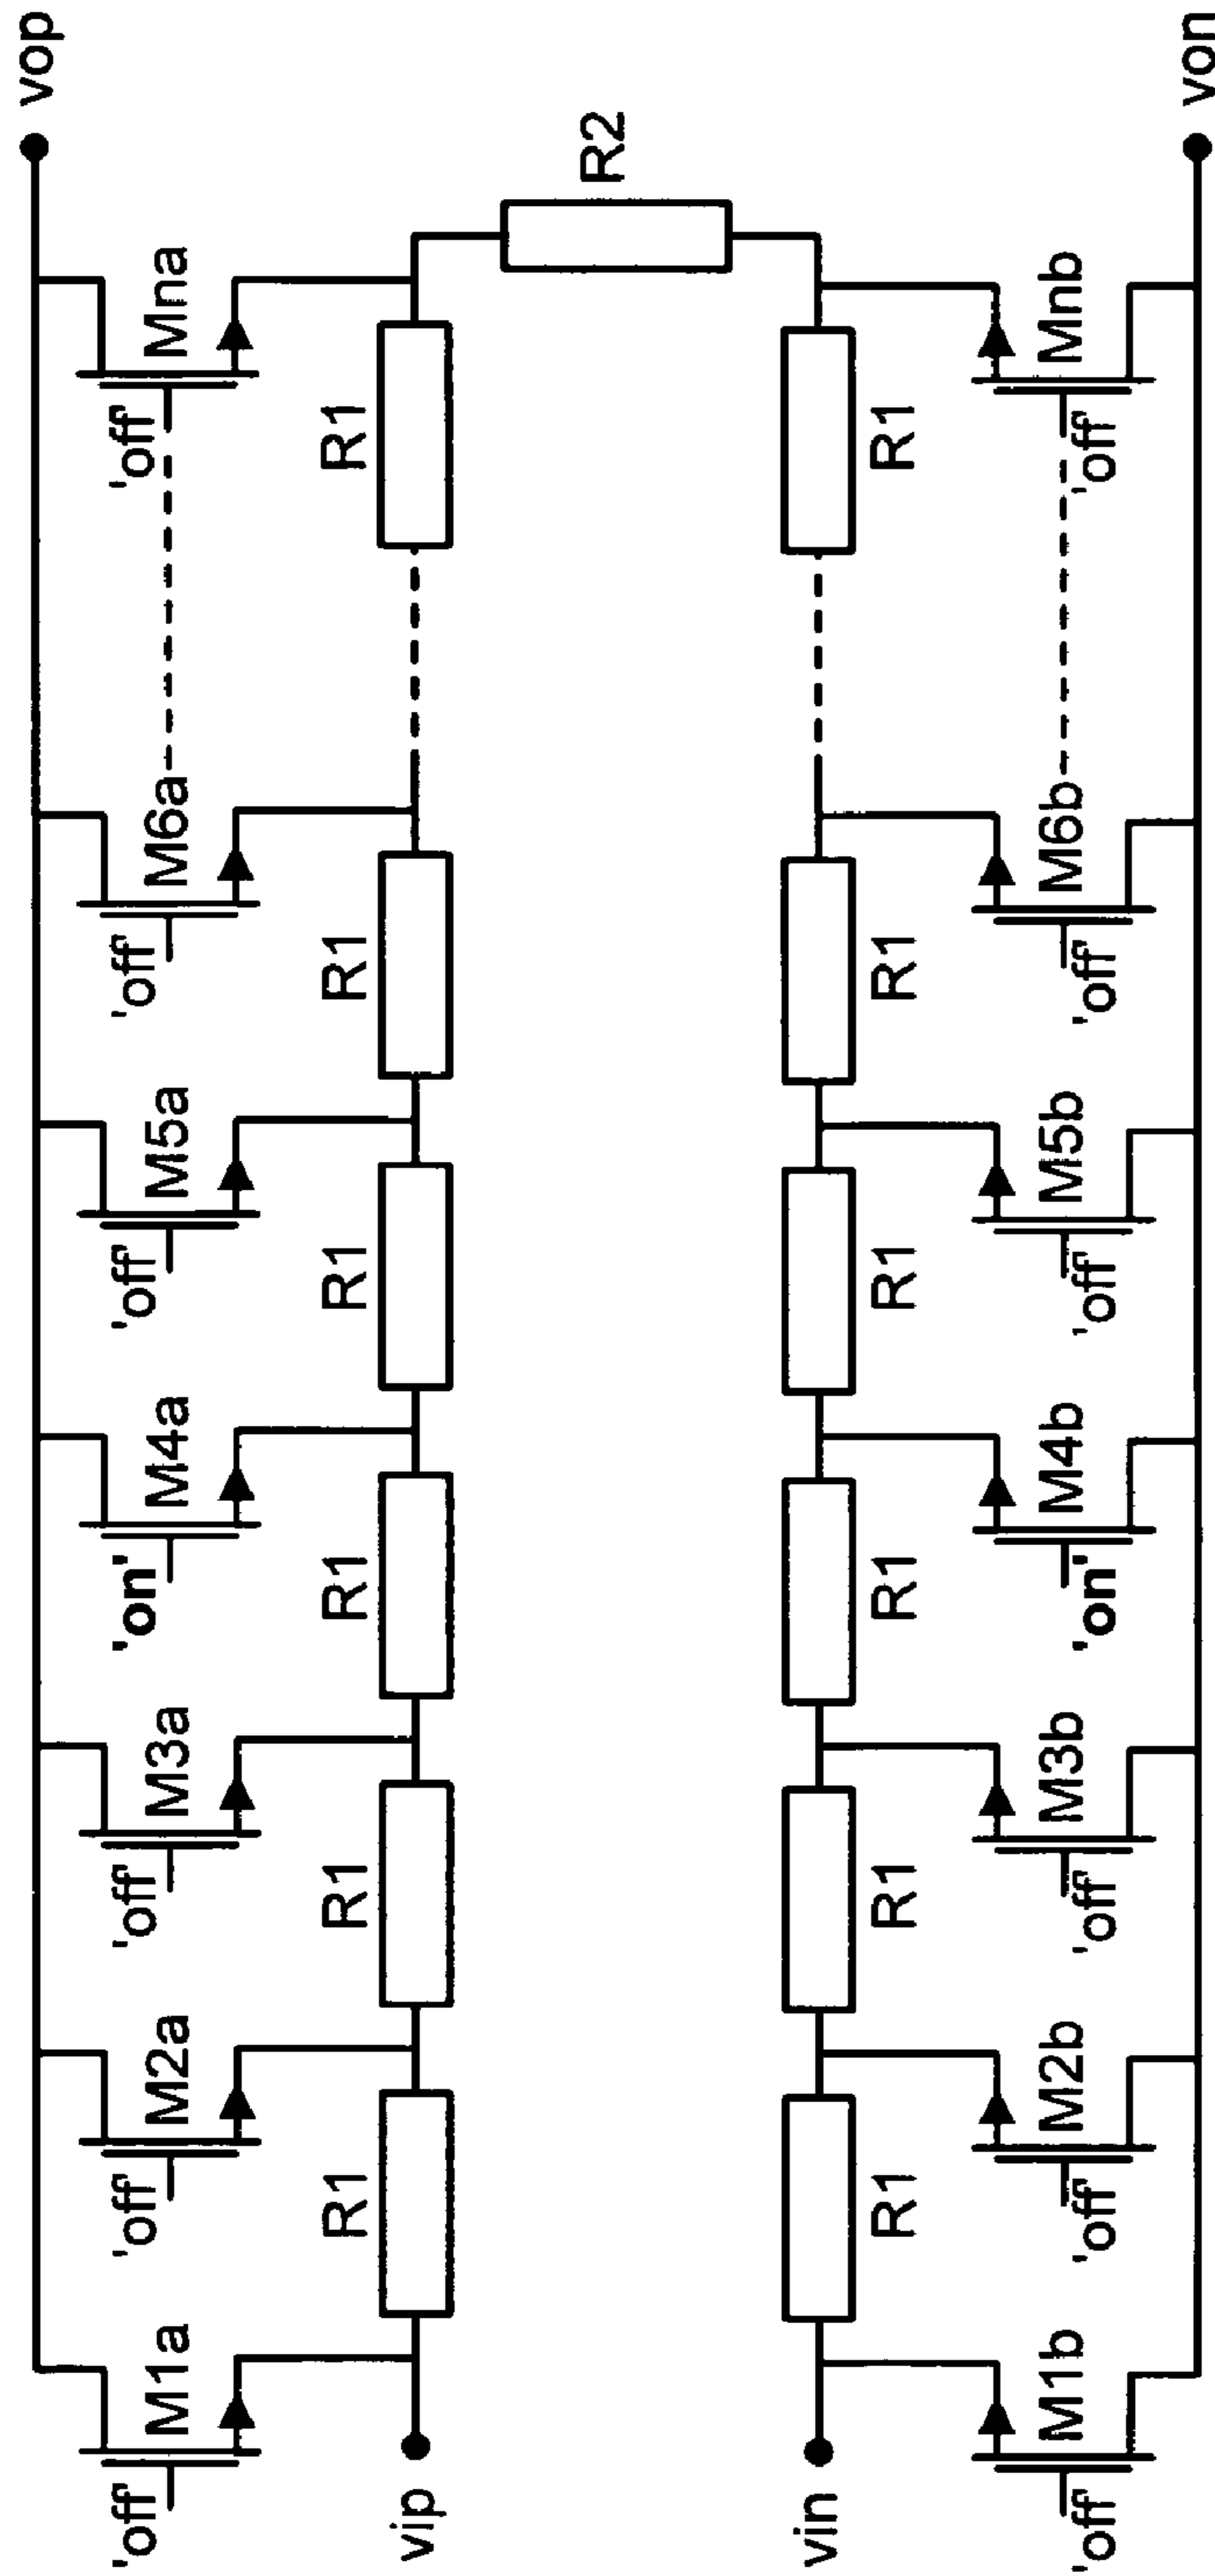 vop
'off' 'off' 'off' 'on' 'off' 'off' 'off'
M1a M2a M3a M4a M5a M6a Mna
R1 R1 R1 R1 R1 R1
vip
R2
vin
R1 R1 R1 R1 R1 R1
M1b M2b M3b M4b M5b M6b Mnb
'off' 'off' 'off' 'on' 'off' 'off' 'off'
von